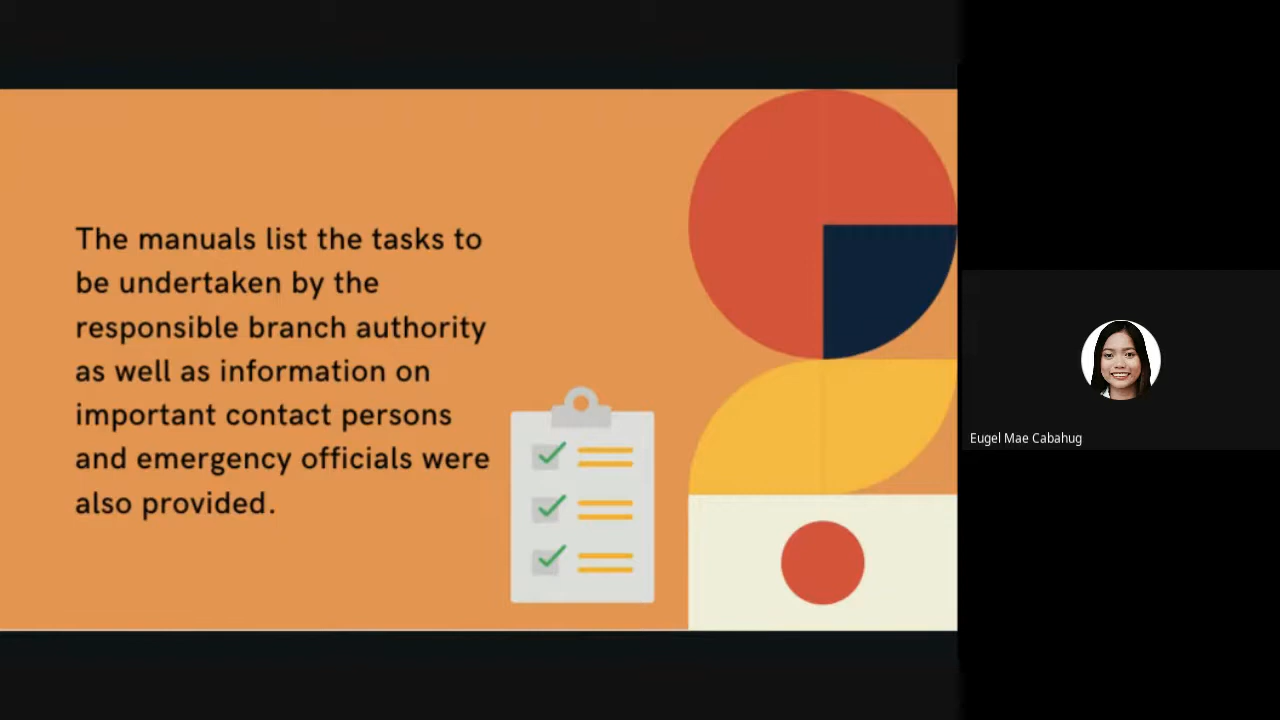 The manuals list the tasks to
be undertaken by the
responsible branch authority
as well as information on
important contact persons
and emergency officials were
also provided.
Eugel Mae Cabahug